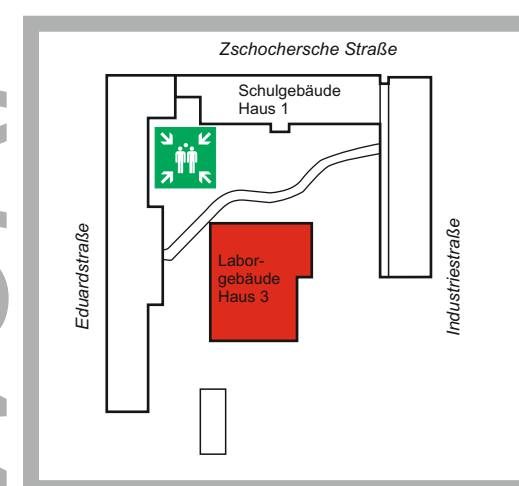 Zschochersche Straße
Schulgebäude
Haus 1
Eduardstraße
Labor-
gebäude
Haus 3
Industriestraße